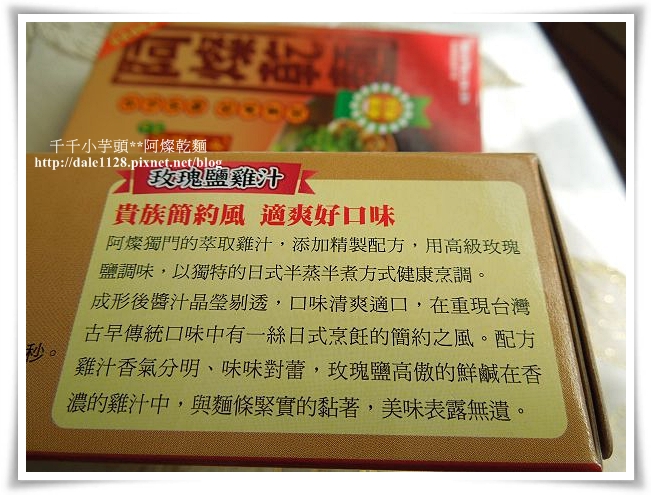 阿燦乾麵
千千小芋頭**阿燦乾麵
http://dale1128.pixnet.net/blog
玫瑰鹽雞汁
貴族簡約風 適爽好口味
阿燦獨門的萃取雞汁，添加精製配方，用高級玫瑰
鹽調味，以獨特的日式半蒸半煮方式健康烹調。
成形後醬汁晶瑩剔透，口味清爽適口，在重現台灣
古早傳統口味中有一絲日式烹飪的簡約之風。配方
雞汁香氣分明、味味對蕾，玫瑰鹽高傲的鮮鹹在香
濃的雞汁中，與麵條緊實的黏著，美味表露無遺。
秒。